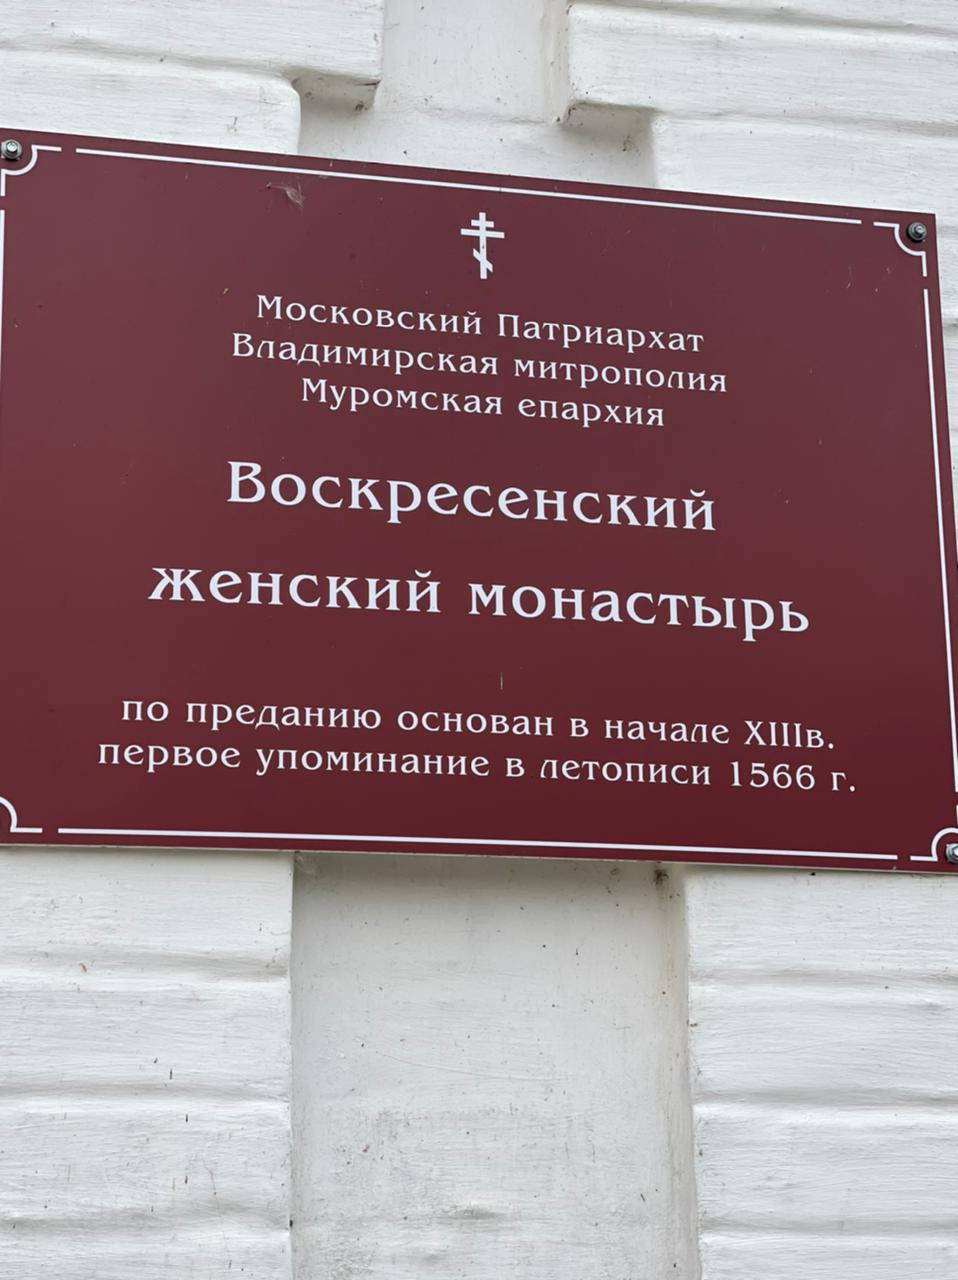 Московский Патриархат
Владимирская митрополия
Муромская епархия
Воскресенский
женский монастырь
по преданию основан в начале XIIIв.
первое упоминание в летописи 1566 г.